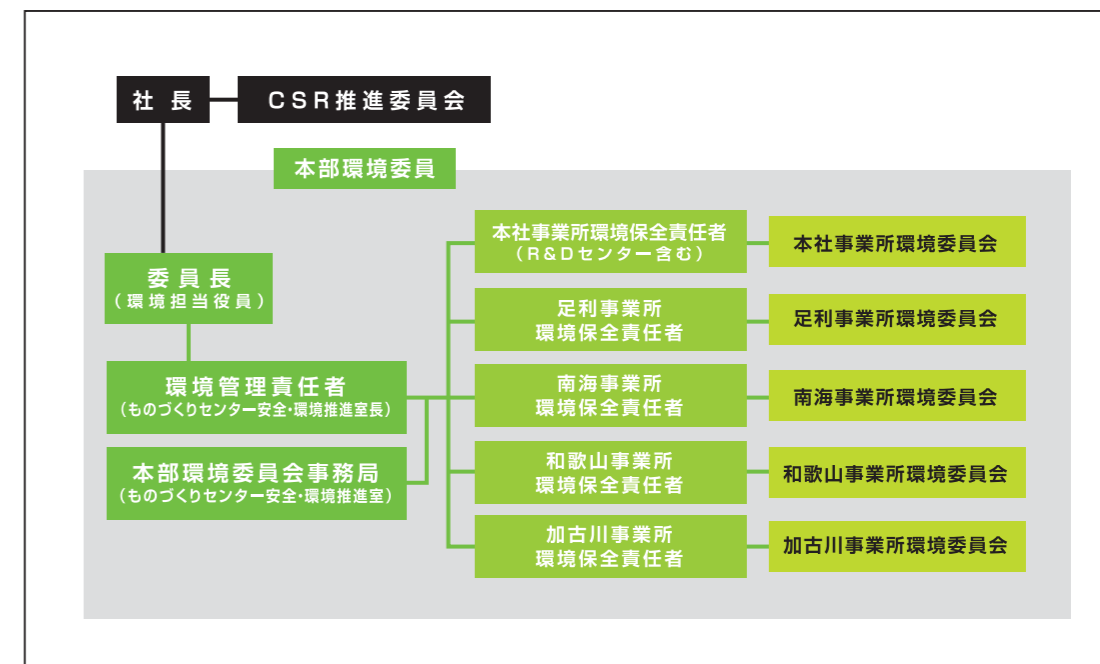 社長
CSR推進委員会
本部環境委員
委員長
（環境担当役員）
環境管理責任者
（ものづくりセンター安全・環境推進室長）
本部環境委員会事務局
（ものづくりセンター安全・環境推進室）
本社事業所環境保全責任者
（R&Dセンター含む）
本社事業所環境委員会
足利事業所
環境保全責任者
足利事業所環境委員会
南海事業所
環境保全責任者
南海事業所環境委員会
和歌山事業所
環境保全責任者
和歌山事業所環境委員会
加古川事業所
環境保全責任者
加古川事業所環境委員会